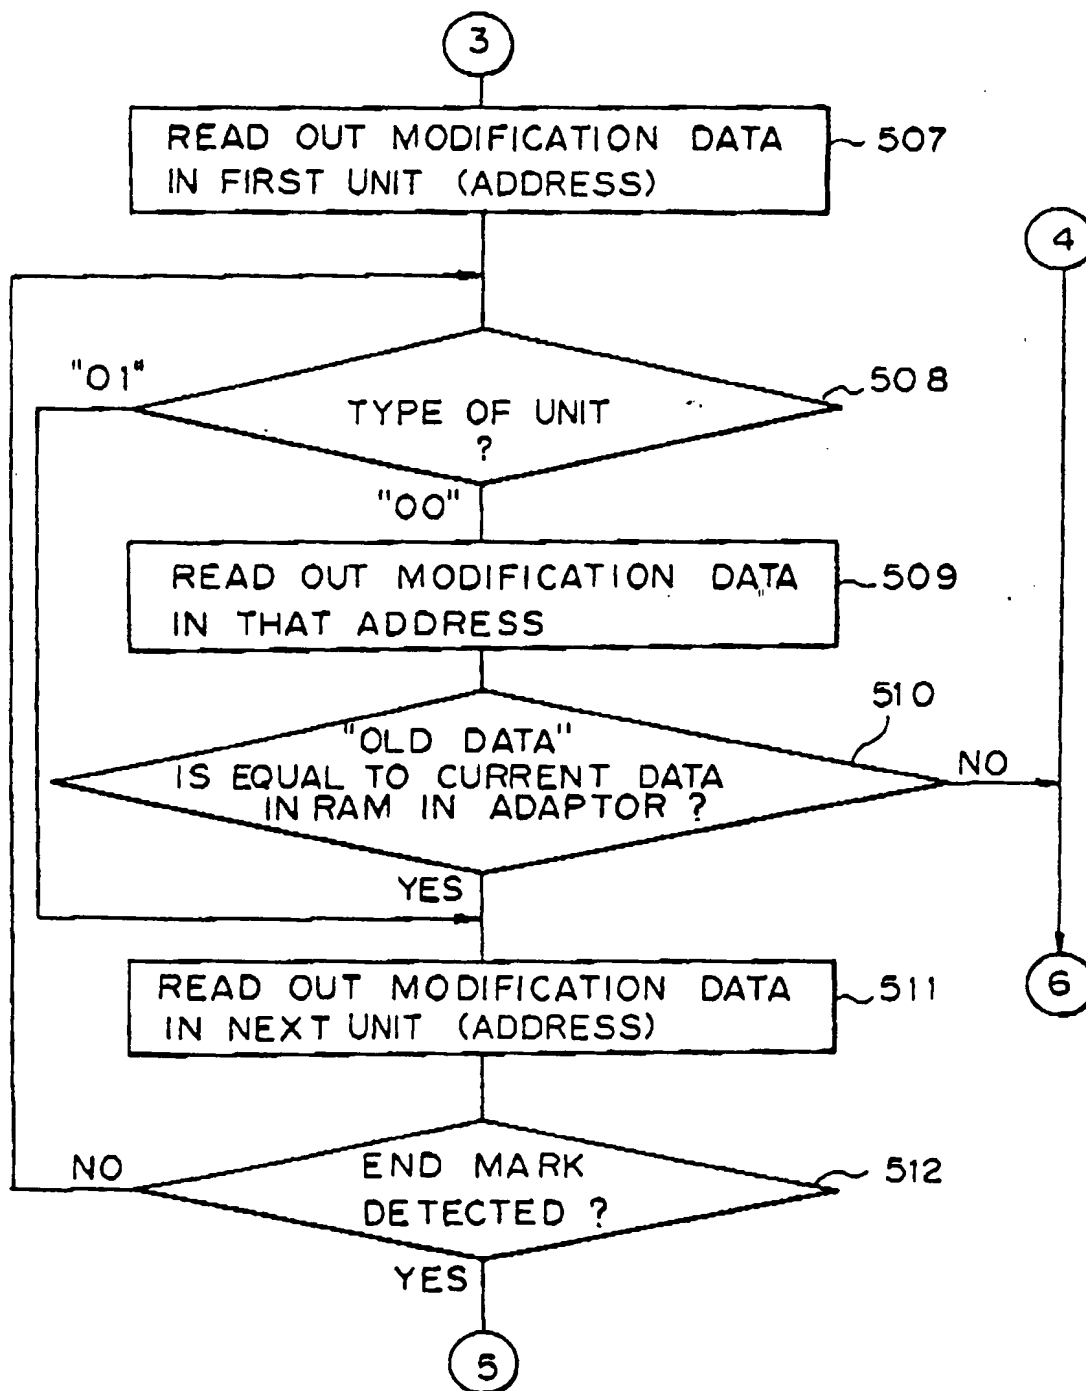 3
READ OUT MODIFICATION DATA
IN FIRST UNIT (ADDRESS)
507
4
"01"
TYPE OF UNIT
?
508
"00"
READ OUT MODIFICATION DATA
IN THAT ADDRESS
509
"OLD DATA"
IS EQUAL TO CURRENT DATA
IN RAM IN ADAPTOR ?
510
NO
YES
READ OUT MODIFICATION DATA
IN NEXT UNIT (ADDRESS)
511
6
NO
END MARK
DETECTED ?
512
YES
5